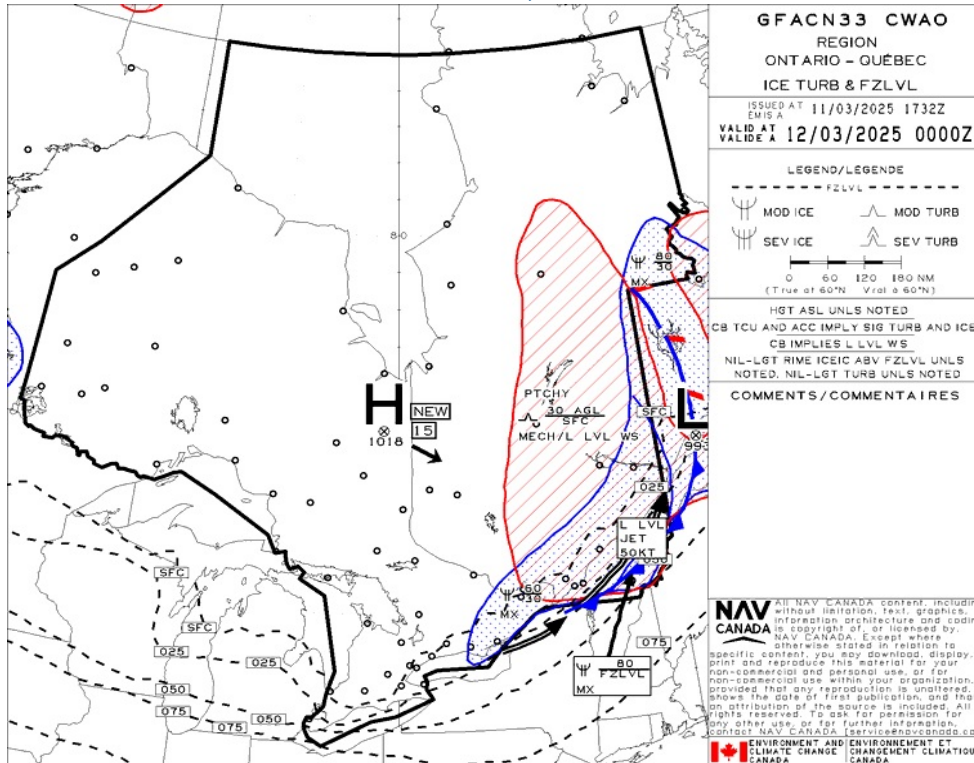 GFACN33 CWAO
REGION
ONTARIO - QUÉBEC
ICE TURB & FZLVL
ISSUED AT
ÉMIS A
11/03/2025 1732Z
VALID AT
VALIDE A
12/03/2025 0000Z
LEGEND/LÉGENDE
FZLVL
MOD ICE
MOD TURB
SEV ICE
SEV TURB
0 60 120 180 NM
(True at 60°N Vrai à 60°N)
HGT ASL UNLS NOTED
CB TCU AND ACC IMPLY SIG TURB AND ICE
CB IMPLIES L LVL WS
NIL-LGT RIME ICEIC ABV FZLVL UNLS
NOTED. NIL-LGT TURB UNLS NOTED
COMMENTS/COMMENTAIRES
80
80
30
MX
PTCHY
30 AGL
SFC
MECH/L LVL WS
H
NEW
15
1018
SFC
L
025
L LVL
JET
50KT
60
30
MX
80
FZLVL
MX
SFC
SFC
025
025
050
050
075
075
NAV
CANADA
All NAV CANADA content, including
without limitation, text, graphics,
information architecture and coding
is copyright of, or licensed by,
NAV CANADA. Except where
otherwise stated in relation to
specific content, you may download, display,
print and reproduce this material for your
non-commercial and personal use, or for
non-commercial use within your organization,
provided that any reproduction is unaltered,
shows the date of first publication, and that
an attribution of the source is included. All
rights reserved. To ask for permission for
any other use, or for further information,
contact NAV CANADA
ENVIRONMENT AND
CLIMATE CHANGE
CANADA
ENVIRONNEMENT ET
CHANGEMENT CLIMATIQUE
CANADA